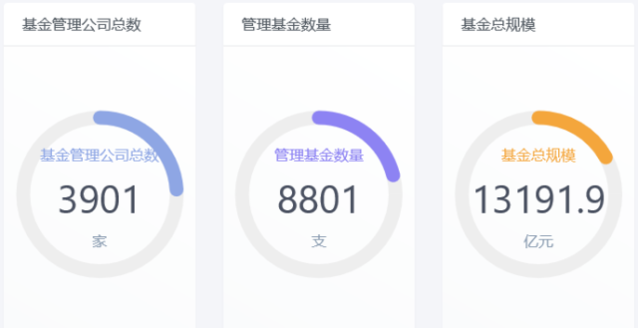 基金管理公司总数
管理基金数量
基金总规模
基金管理公司总数
3901
家
管理基金数量
8801
支
基金总规模
13191.9
亿元